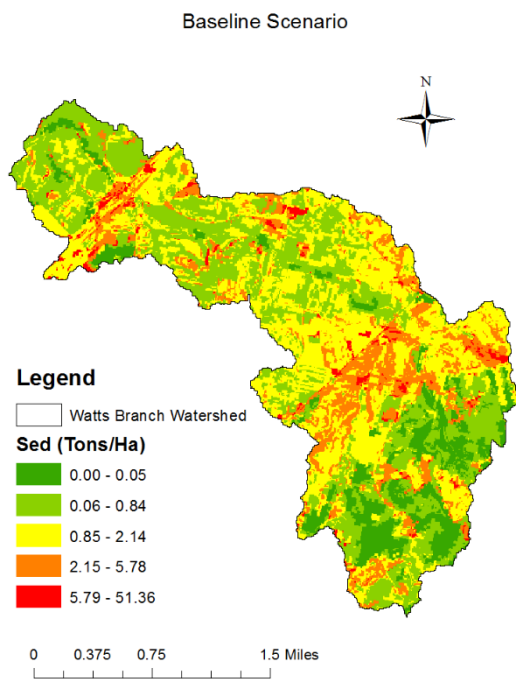 Baseline Scenario
N
Legend
Watts Branch Watershed
Sed (Tons/Ha)
0.00 - 0.05
0.06 - 0.84
0.85 - 2.14
2.15 - 5.78
5.79 - 51.36
0 0.375 0.75 1.5 Miles